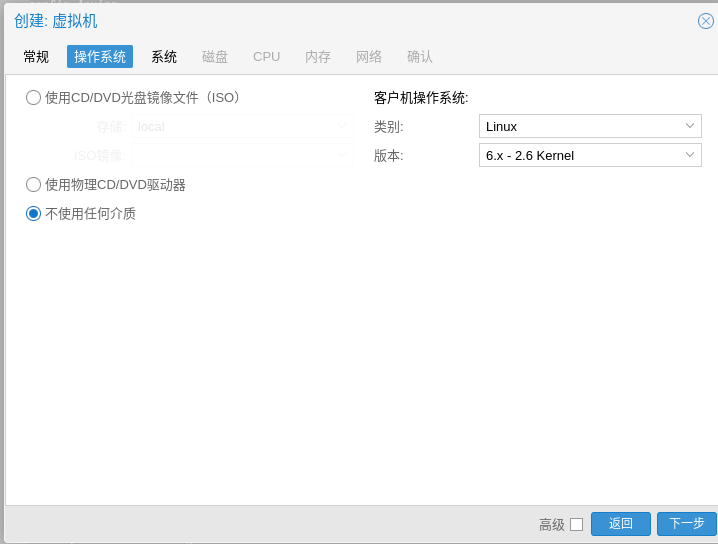 创建: 虚拟机
常规 操作系统 系统 磁盘 CPU 内存 网络 确认
使用CD/DVD光盘镜像文件（ISO）
存储: local
ISO镜像:
使用物理CD/DVD驱动器
不使用任何介质
客户机操作系统:
类别: Linux
版本: 6.x - 2.6 Kernel
高级 返回 下一步